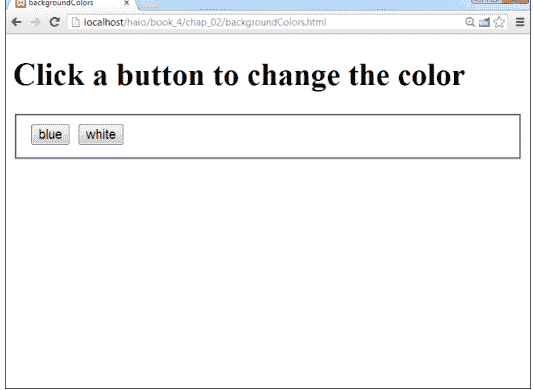 backgroundColors
localhost/haio/book_4/chap_02/backgroundColors.html
Click a button to change the color
blue white